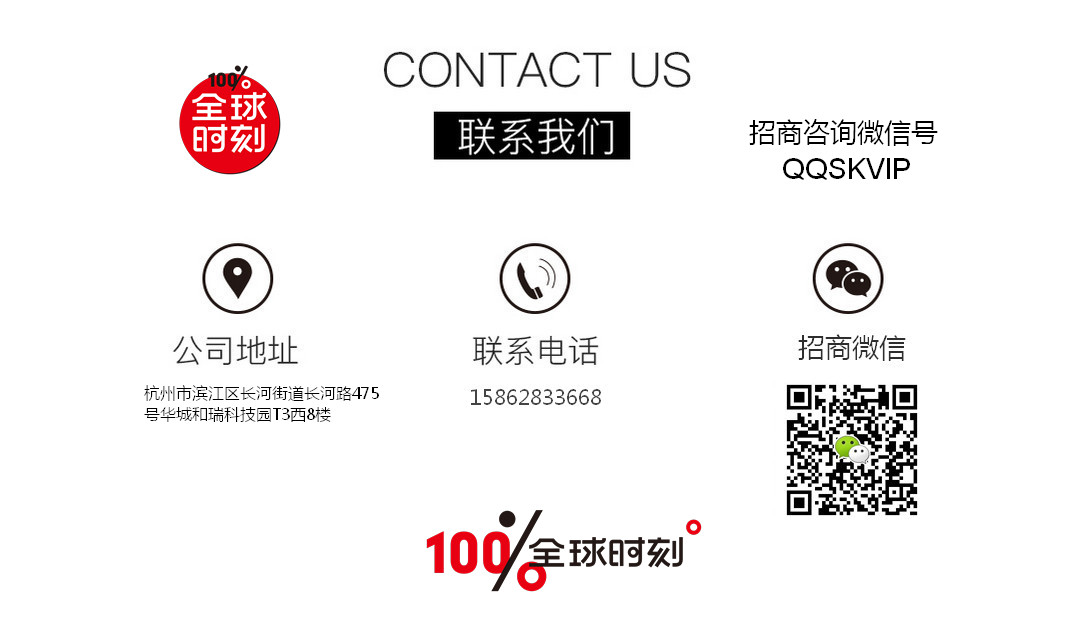 CONTACT US
100%
全球
时刻
联系我们
招商咨询微信号
QQSKVIP
公司地址
联系电话
招商微信
杭州市滨江区长河街道长河路475
号华城和瑞科技园T3西8楼
15862833668
100%全球时刻